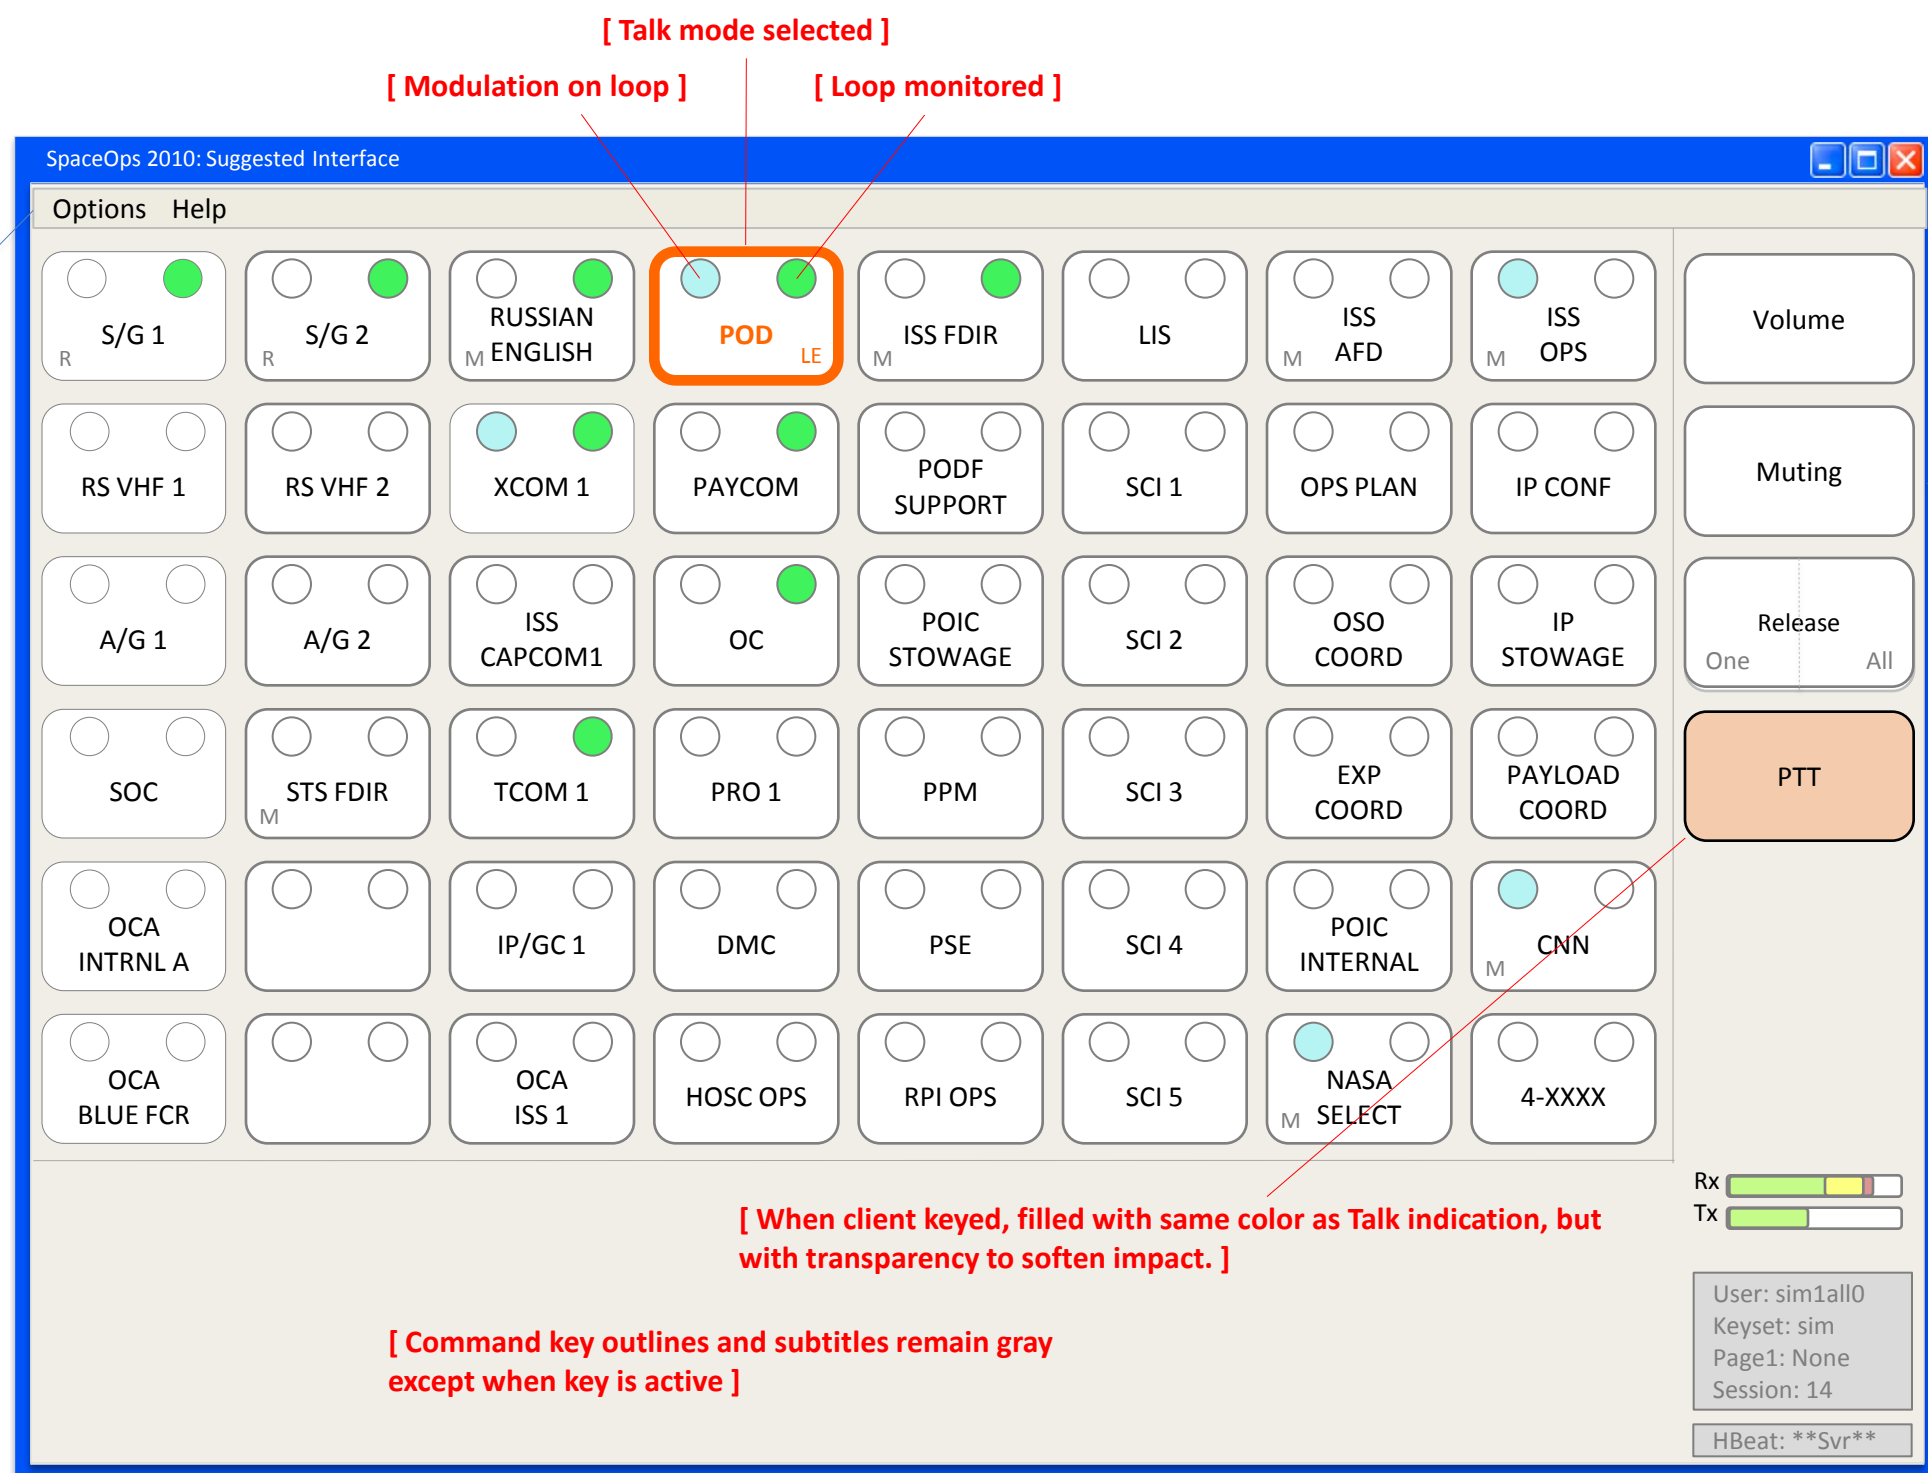 [ Talk mode selected ]
[ Modulation on loop ]
[ Loop monitored ]
SpaceOps 2010: Suggested Interface
Options Help
S/G 1
R
S/G 2
R
RUSSIAN
ENGLISH
M
POD
LE
ISS FDIR
M
LIS
ISS
AFD
M
ISS
OPS
M
Volume
RS VHF 1
RS VHF 2
XCOM 1
PAYCOM
PODF
SUPPORT
SCI 1
OPS PLAN
IP CONF
Muting
A/G 1
A/G 2
ISS
CAPCOM1
OC
POIC
STOWAGE
SCI 2
OSO
COORD
IP
STOWAGE
Release
One All
SOC
STS FDIR
M
TCOM 1
PRO 1
PPM
SCI 3
EXP
COORD
PAYLOAD
COORD
PTT
OCA
INTRNL A
IP/GC 1
DMC
PSE
SCI 4
POIC
INTERNAL
CNN
M
OCA
BLUE FCR
OCA
ISS 1
HOSC OPS
RPI OPS
SCI 5
NASA
SELECT
M
4-XXXX
Rx
Tx
[ When client keyed, filled with same color as Talk indication, but
with transparency to soften impact. ]
[ Command key outlines and subtitles remain gray
except when key is active ]
User: sim1all0
Keyset: sim
Page1: None
Session: 14
HBeat: **Svr**